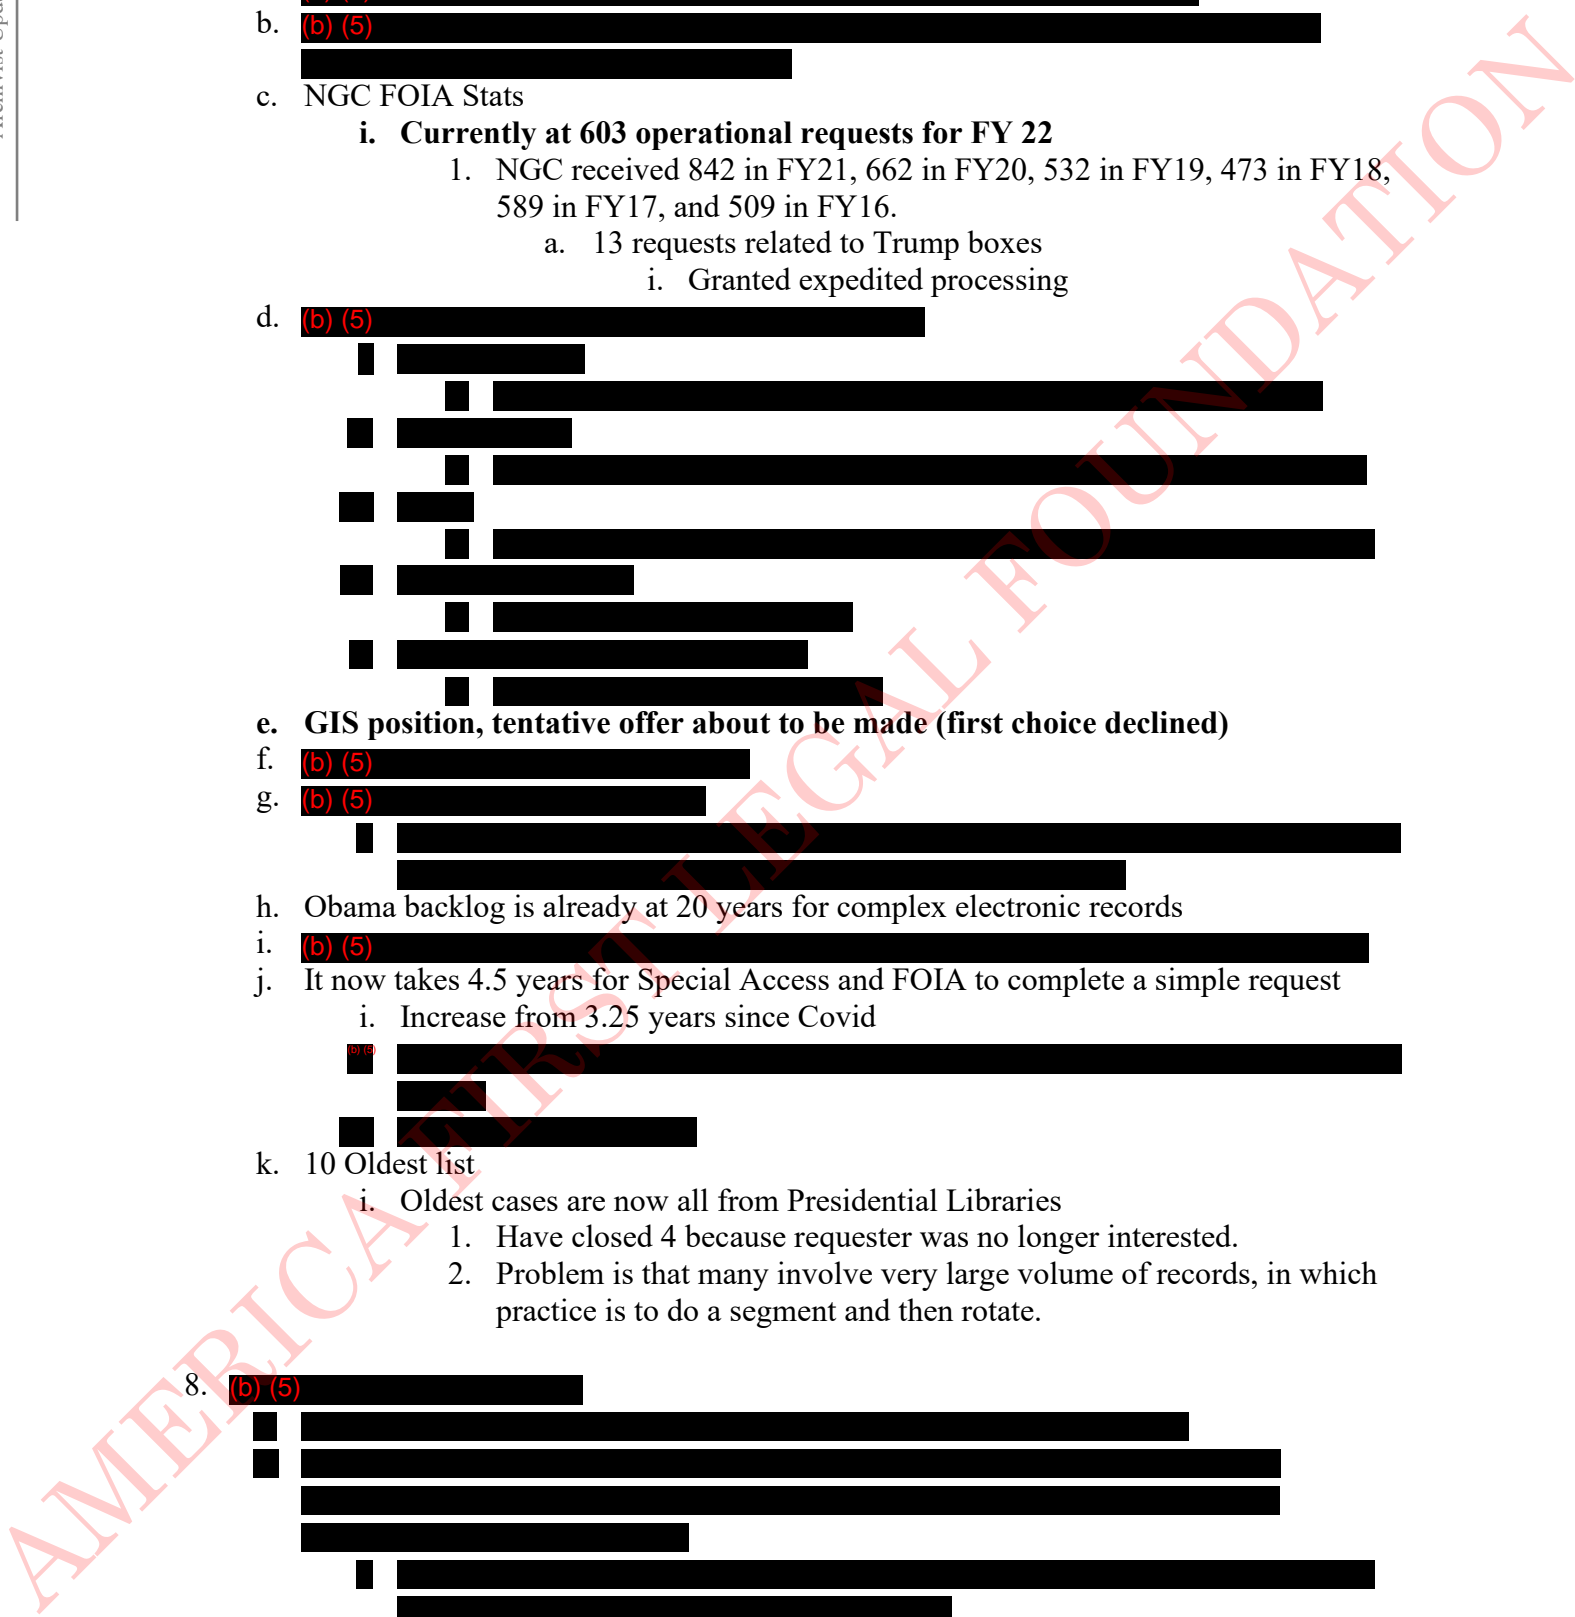 b. (b) (5)
c. NGC FOIA Stats
i. Currently at 603 operational requests for FY 22
1. NGC received 842 in FY21, 662 in FY20, 532 in FY19, 473 in FY18,
589 in FY17, and 509 in FY16.
a. 13 requests related to Trump boxes
i. Granted expedited processing
d. (b) (5)
e. GIS position, tentative offer about to be made (first choice declined)
f. (b) (5)
g. (b) (5)
h. Obama backlog is already at 20 years for complex electronic records
i. (b) (5)
j. It now takes 4.5 years for Special Access and FOIA to complete a simple request
i. Increase from 3.25 years since Covid
(b) (5)
k. 10 Oldest list
i. Oldest cases are now all from Presidential Libraries
1. Have closed 4 because requester was no longer interested.
2. Problem is that many involve very large volume of records, in which
practice is to do a segment and then rotate.
8. (b) (5)
AMERICA FIRST LEGAL FOUNDATION